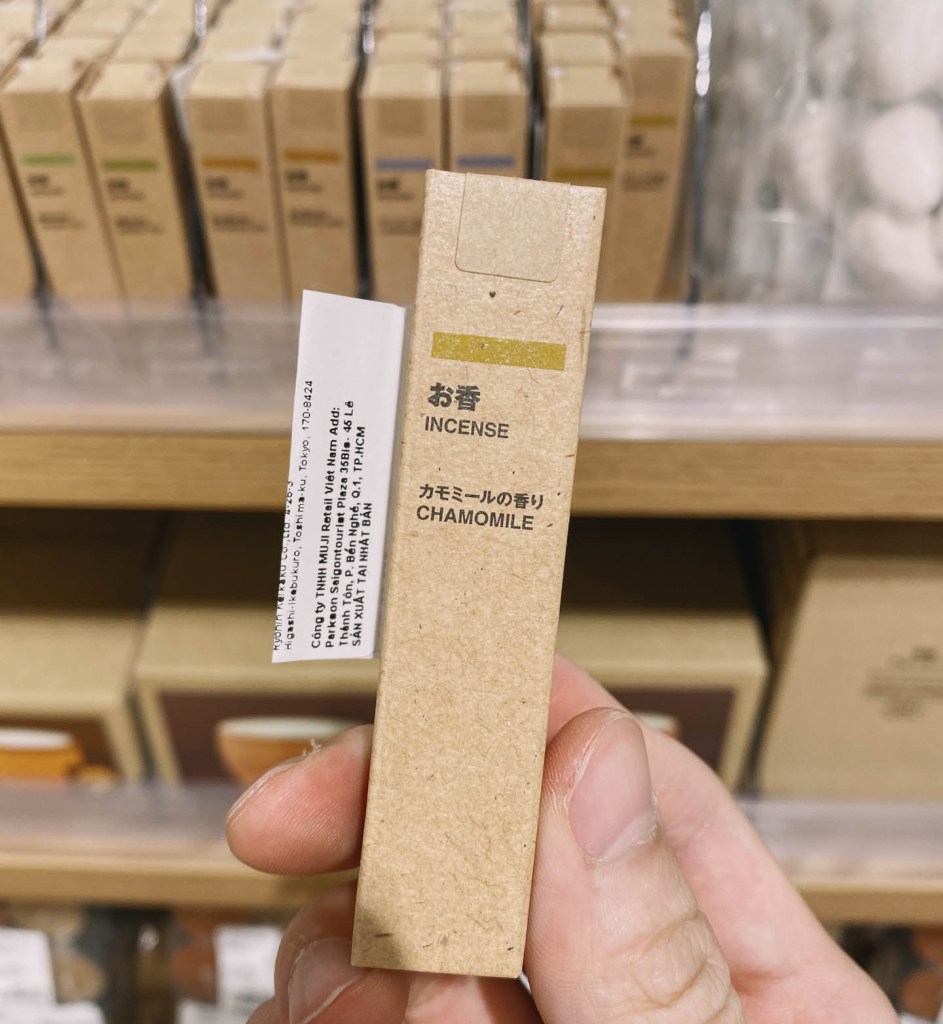 お香
INCENSE
カモミールの香り
CHAMOMILE
Higashi-Ikebukuro, Toshima-ku, Tokyo, 170-8424
Công ty TNHH MUJI Retail Việt Nam Add:
Parkson Saigontourist Plaza 35Bis- 45 Lê
Thánh Tôn, P. Bến Nghé, Q.1, TP.HCM
SẢN XUẤT TẠI NHẬT BẢN